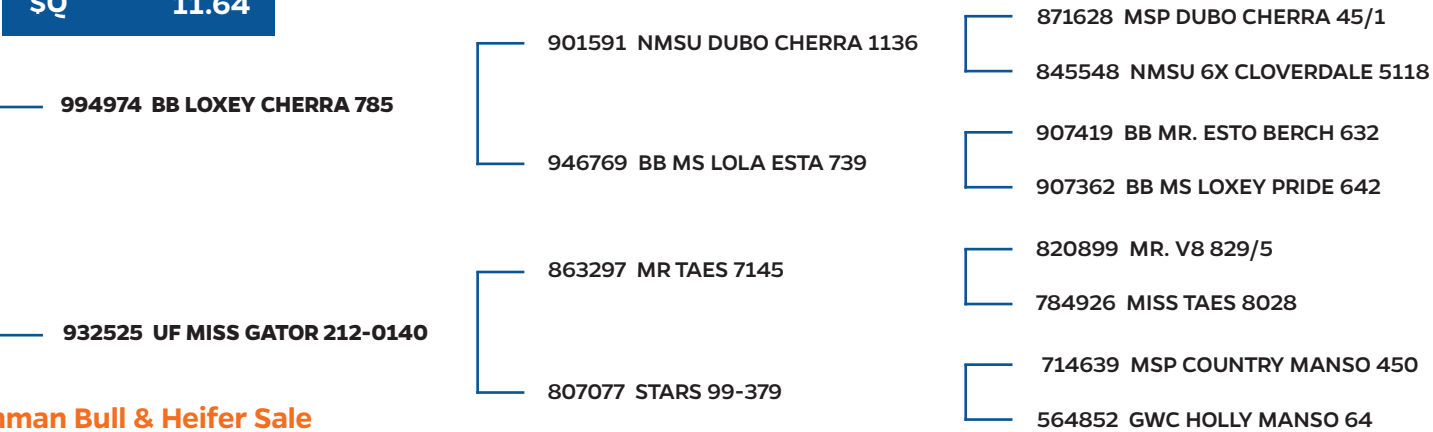 $Q 11.64
871628 MSP DUBO CHERRA 45/1
901591 NMSU DUBO CHERRA 1136
845548 NMSU 6X CLOVERDALE 5118
994974 BB LOXEY CHERRA 785
907419 BB MR. ESTO BERCH 632
946769 BB MS LOLA ESTA 739
907362 BB MS LOXEY PRIDE 642
820899 MR. V8 829/5
863297 MR TAES 7145
784926 MISS TAES 8028
932525 UF MISS GATOR 212-0140
714639 MSP COUNTRY MANSO 450
807077 STARS 99-379
564852 GWC HOLLY MANSO 64
Bull & Heifer Sale